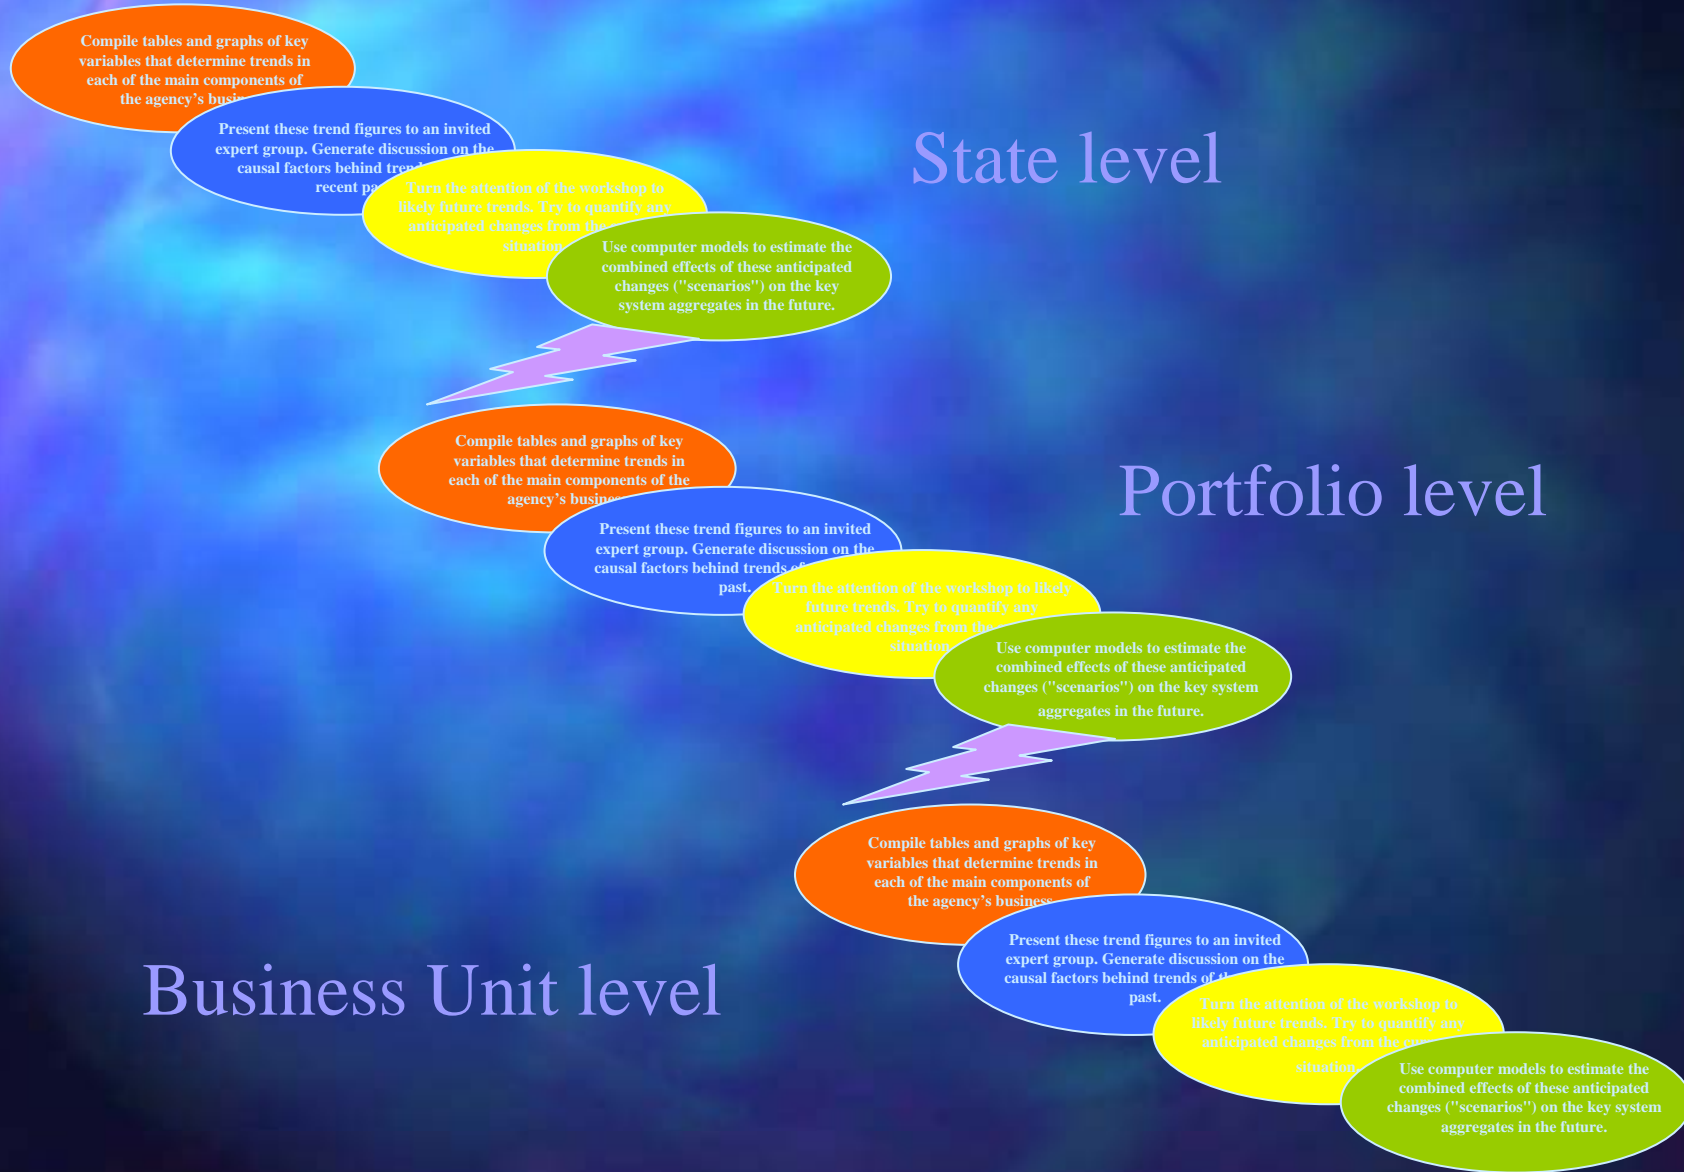 Compile tables and graphs of key
variables that determine trends in
each of the main components of
the agency's
Present these trend figures to an invited
expert group. Generate discussion on the
causal factors behind
recent
Turn the attention of the workshop to
likely future trends. Try to quantify any
anticipated changes from
situation
Use computer models to estimate the
combined effects of these anticipated
changes ("scenarios") on the key
system aggregates in the future.
State level
Compile tables and graphs of key
variables that determine trends in
each of the main components of the
agency's
Present these trend figures to an invited
expert group. Generate discussion on the
causal factors behind trends
past.
Turn the attention of the workshop to likely
future trends. Try to quantify any
anticipated changes from the
situation
Use computer models to estimate the
combined effects of these anticipated
changes ("scenarios") on the key system
aggregates in the future.
Portfolio level
Compile tables and graphs of key
variables that determine trends in
each of the main components of
the agency's business
Present these trend figures to an invited
expert group. Generate discussion on the
causal factors behind trends of
past.
Turn the attention of the workshop to
likely future trends. Try to quantify any
anticipated changes from the
situation
Use computer models to estimate the
combined effects of these anticipated
changes ("scenarios") on the key system
aggregates in the future.
Business Unit level